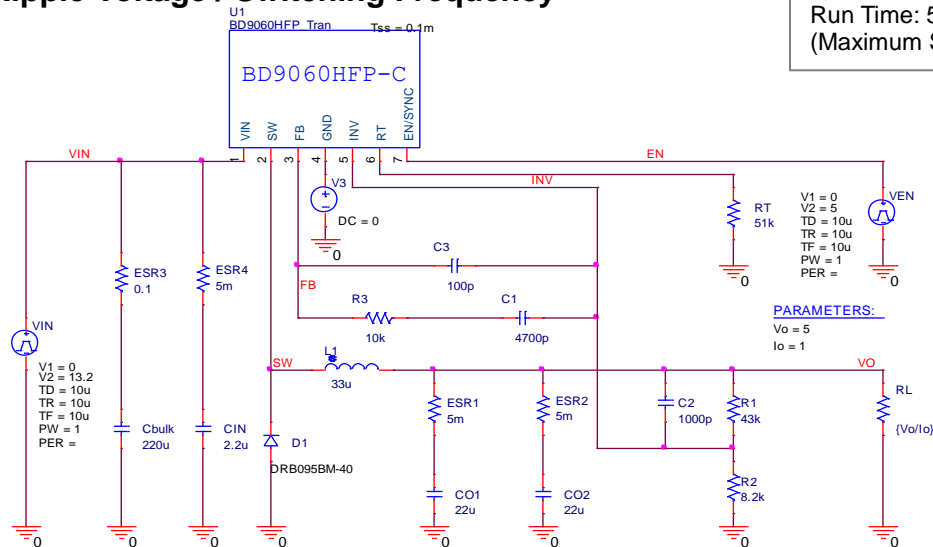 Ripple Voltage / Switching Frequency
Run Time: 5
(Maximum S
U1
BD9060HFP_Tran
Tss = 0.1m
BD9060HFP-C
VIN
SW
FB
GND
INV
RT
EN/SYNC
1
2
3
4
5
6
7
VIN
EN
INV
V3
DC = 0
0
RT
51k
0
V1 = 0
V2 = 5
TD = 10u
TR = 10u
TF = 10u
PW = 1
PER =
VEN
0
ESR3
0.1
ESR4
5m
C3
100p
FB
R3
10k
C1
4700p
PARAMETERS:
Vo = 5
Io = 1
VIN
V1 = 0
V2 = 13.2
TD = 10u
TR = 10u
TF = 10u
PW = 1
PER =
SW
L1
33u
VO
ESR1
5m
ESR2
5m
C2
1000p
R1
43k
RL
{Vo/Io}
Cbulk
220u
CIN
2.2u
D1
DRB095BM-40
R2
8.2k
CO1
22u
CO2
22u
0
0
0
0
0
0
0
0